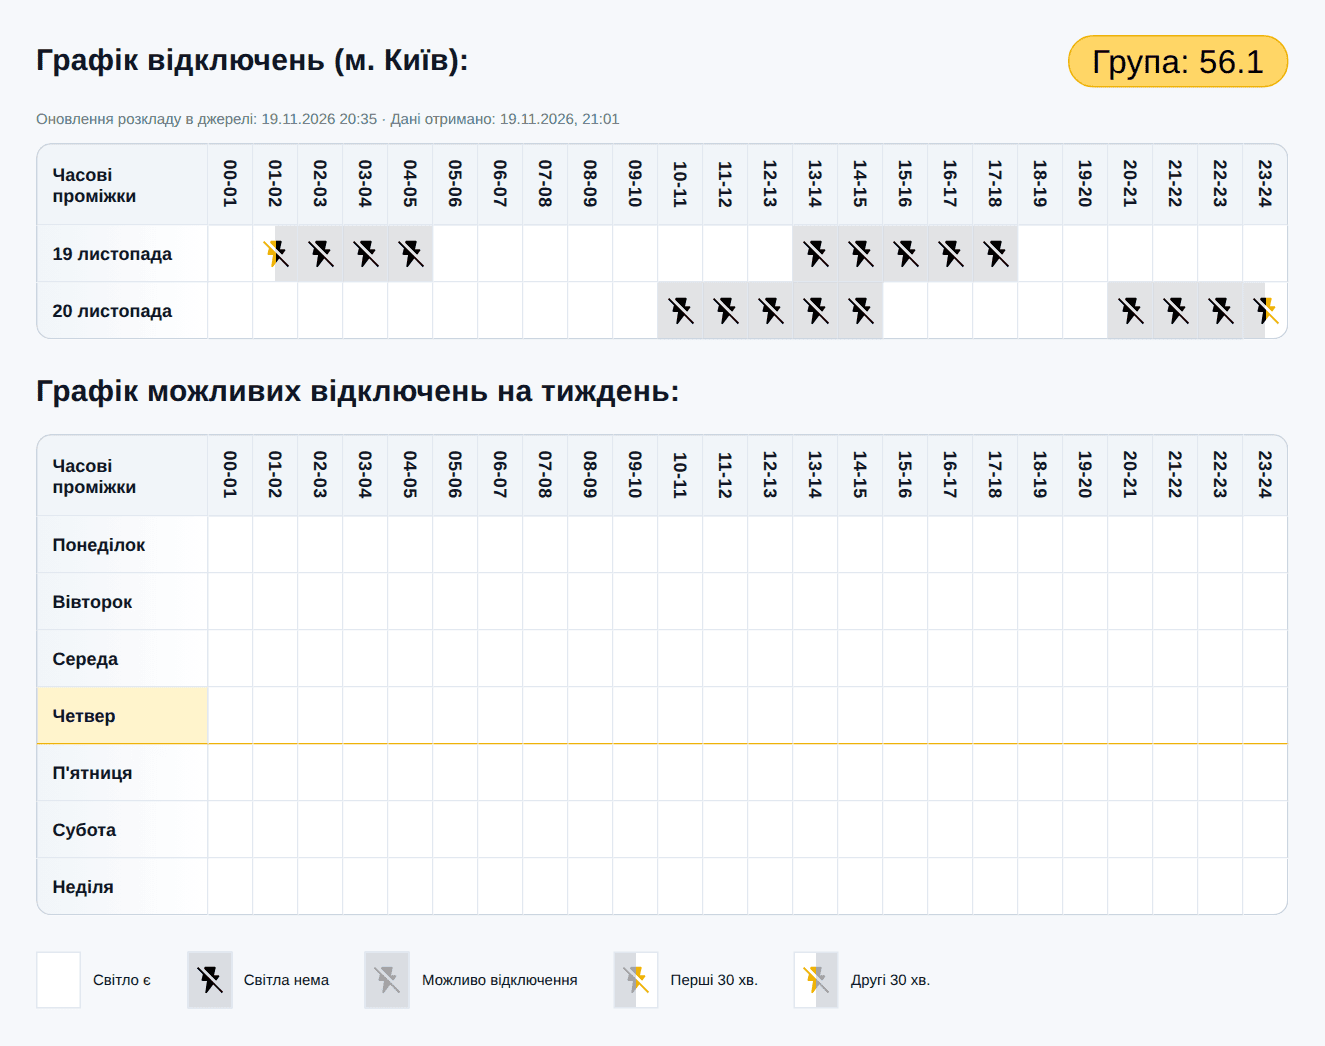 Графік відключень (м. Київ):
Група: 56.1
Оновлення розкладу в джерелі: 19.11.2026 20:35 · Дані отримано: 19.11.2026, 21:01
Часові проміжки 00-01 01-02 02-03 03-04 04-05 05-06 06-07 07-08 08-09 09-10 10-11 11-12 12-13 13-14 14-15 15-16 16-17 17-18 18-19 19-20 20-21 21-22 22-23 23-24
19 листопада
20 листопада
Графік можливих відключень на тиждень:
Часові проміжки 00-01 01-02 02-03 03-04 04-05 05-06 06-07 07-08 08-09 09-10 10-11 11-12 12-13 13-14 14-15 15-16 16-17 17-18 18-19 19-20 20-21 21-22 22-23 23-24
Понеділок
Вівторок
Середа
Четвер
П'ятниця
Субота
Неділя
Світло є Світла нема Можливо відключення Перші 30 хв. Другі 30 хв.